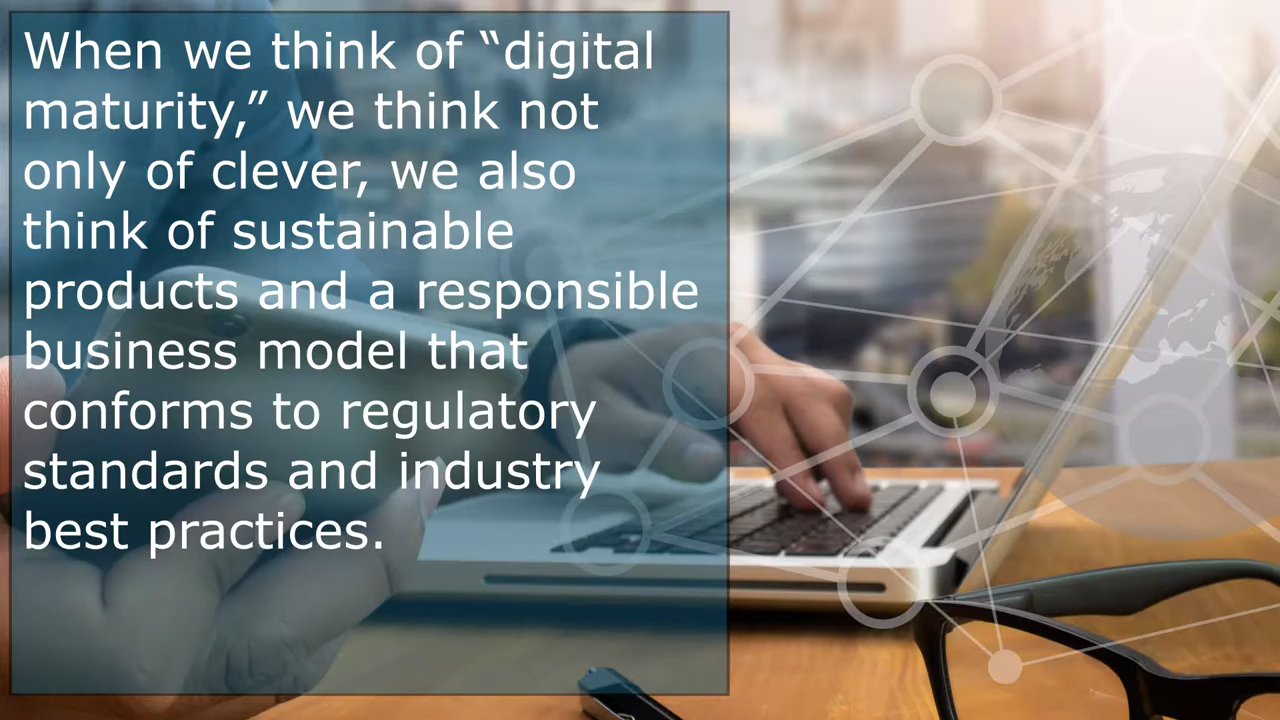 When we think of “digital
maturity,” we think not
only of clever, we also
think of sustainable
products and a responsible
business model that
conforms to regulatory
standards and industry
best practices.